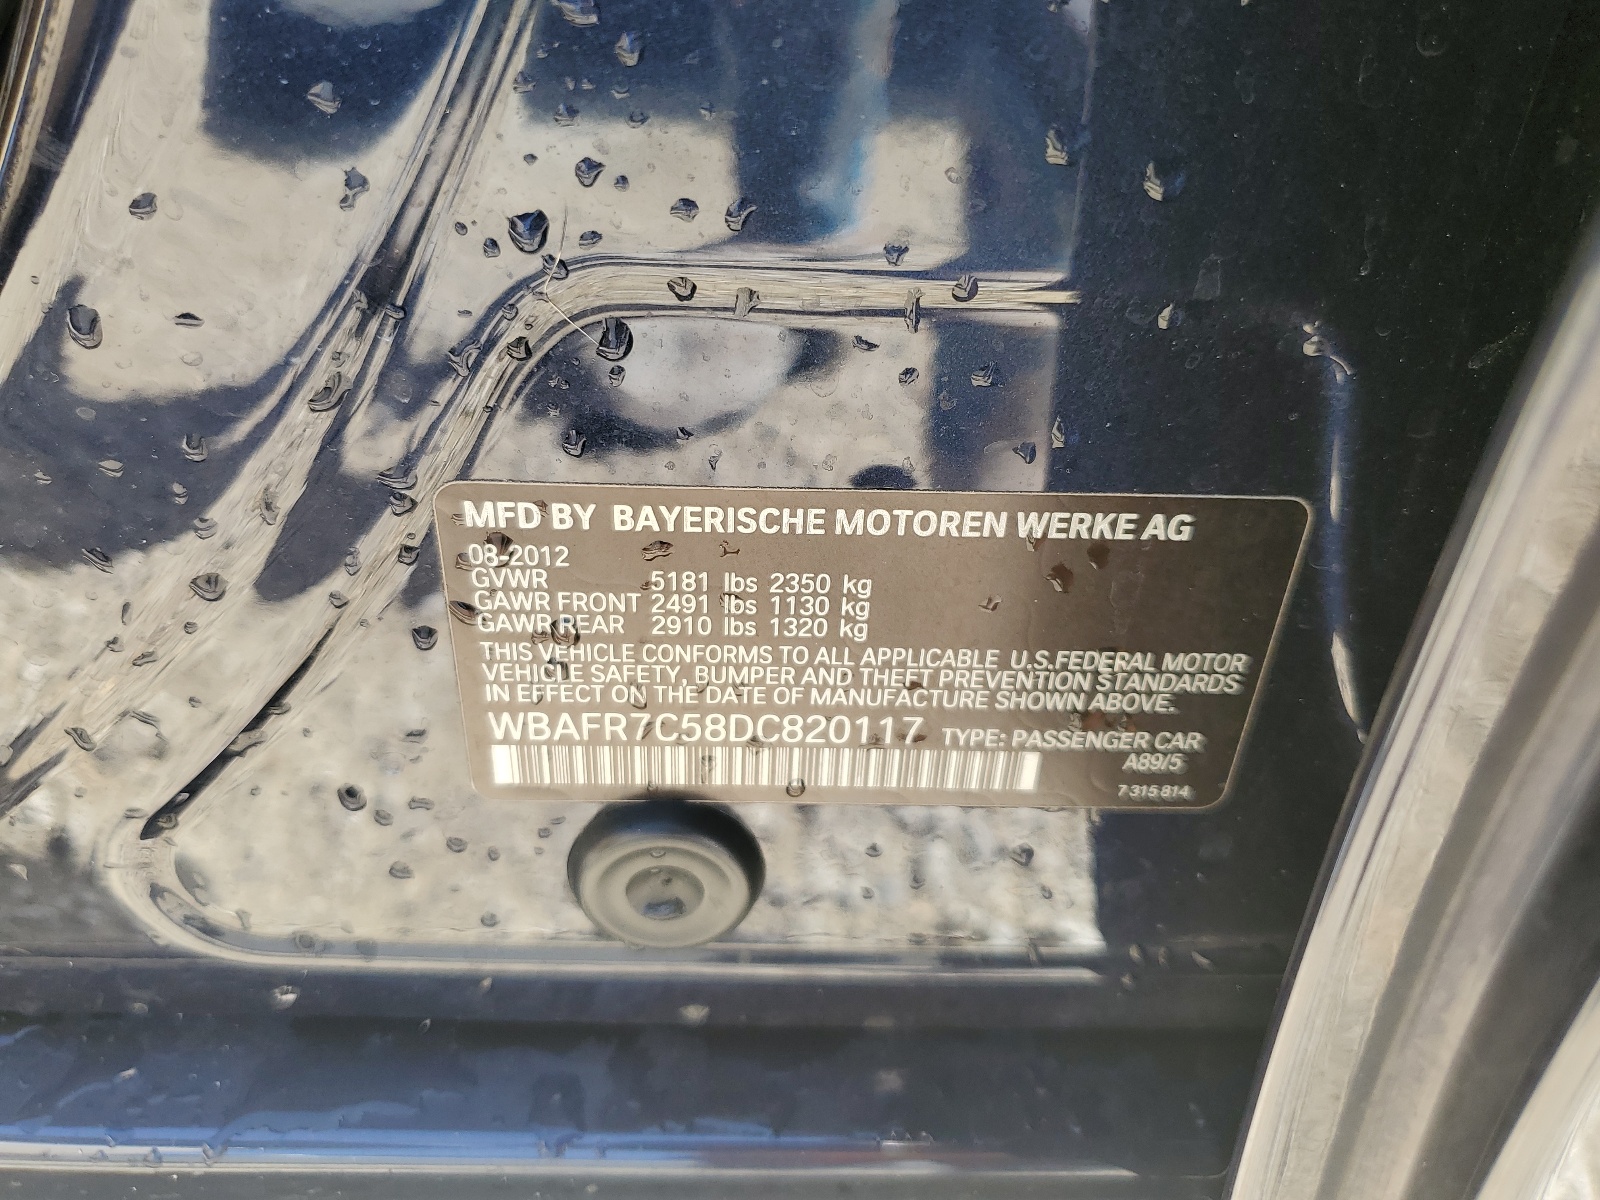 MFD BY BAYERISCHE MOTOREN WERKE AG
08-2012
GVWR 5181 lbs 2350 kg
GAWR FRONT 2491 lbs 1130 kg
GAWR REAR 2910 lbs 1320 kg
THIS VEHICLE CONFORMS TO ALL APPLICABLE U.S.FEDERAL MOTOR
VEHICLE SAFETY, BUMPER AND THEFT PREVENTION STANDARDS
IN EFFECT ON THE DATE OF MANUFACTURE SHOWN ABOVE.
WBAFR7C58DC820117 TYPE: PASSENGER CAR
A89/5
7 315 814